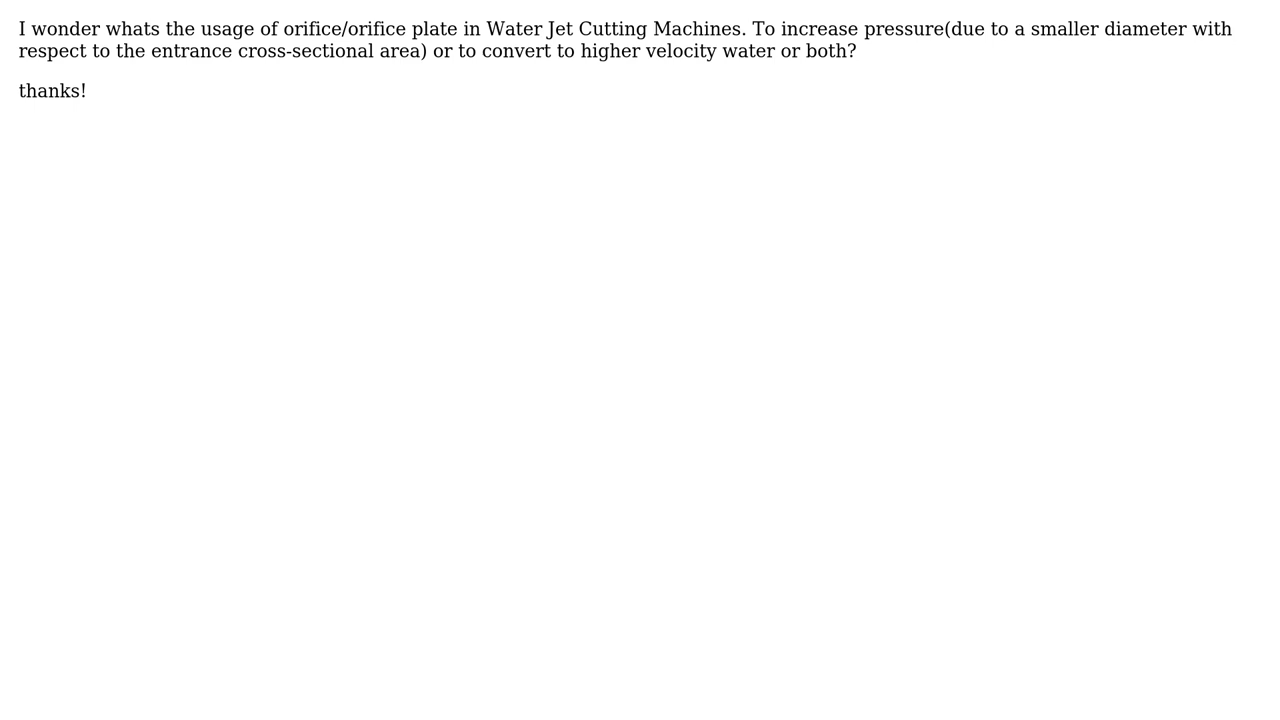 I wonder whats the usage of orifice/orifice plate in Water Jet Cutting Machines. To increase pressure(due to a smaller diameter with
respect to the entrance cross-sectional area) or to convert to higher velocity water or both?
thanks!